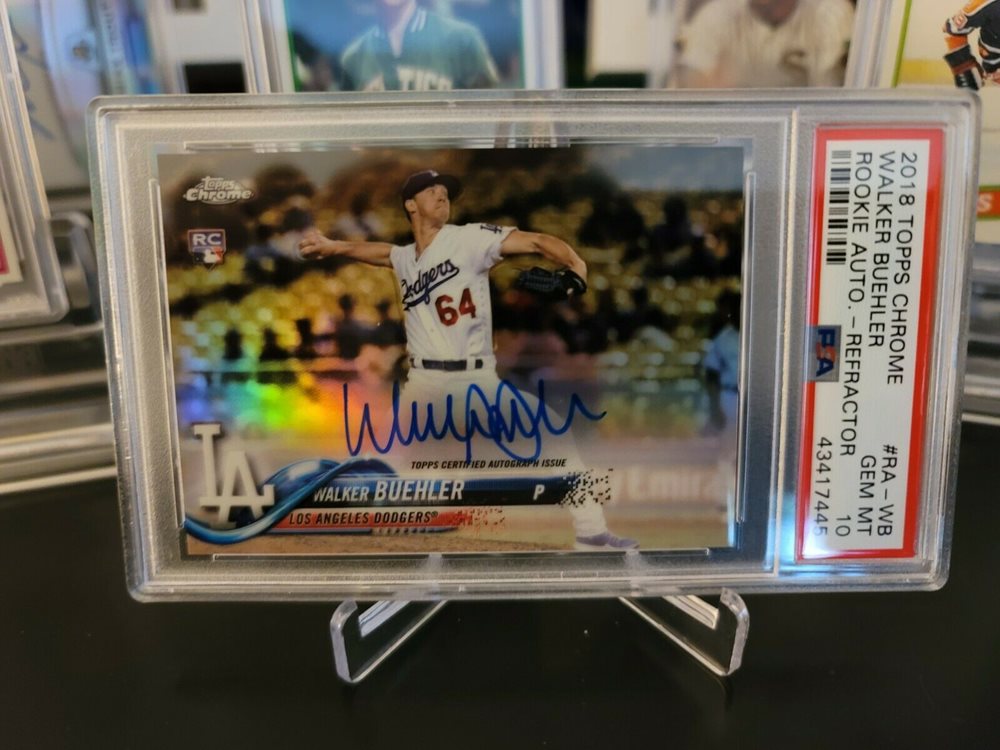 topps
Chrome
RC
LA
Dodgers
64
TOPPS CERTIFIED AUTOGRAPH ISSUE
WALKER BUEHLER P
LOS ANGELES DODGERS®
LA
2018 TOPPS CHROME #RA-WB
WALKER BUEHLER GEM MT
ROOKIE AUTO.-REFRACTOR 10
PSA 43417445